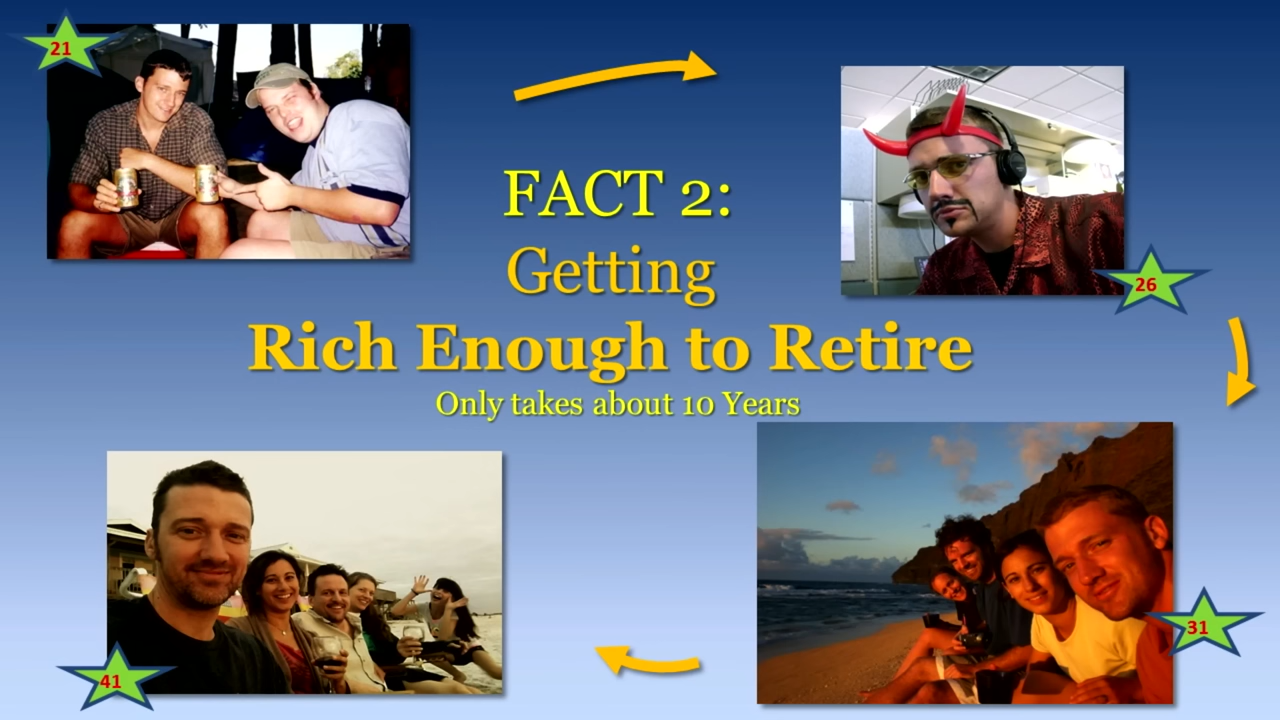 21
FACT 2:
Getting
Rich Enough to Retire
Only takes about 10 Years
26
31
41